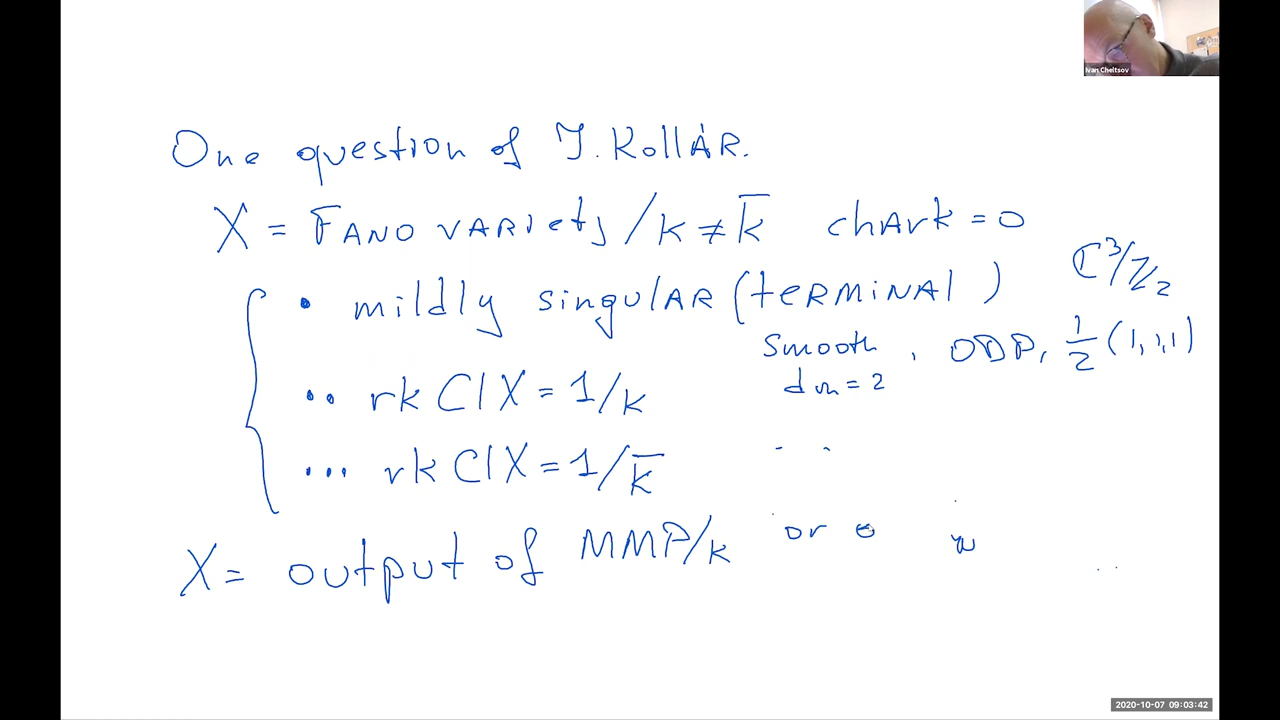 One question of J. KollÁR.
X = FANO VARIety / k ≠ k̄ chark = 0
• mildly singulAR (teRMINAl) ℂ³/ℤ₂
smooth, ODP, 1/2 (1,1,1)
dim = 2
•• rk Cl X = 1/k
••• rk Cl X = 1/k̄
X = output of MMP/k or
Ivan Cheltsov
2020-10-07 09:03:42